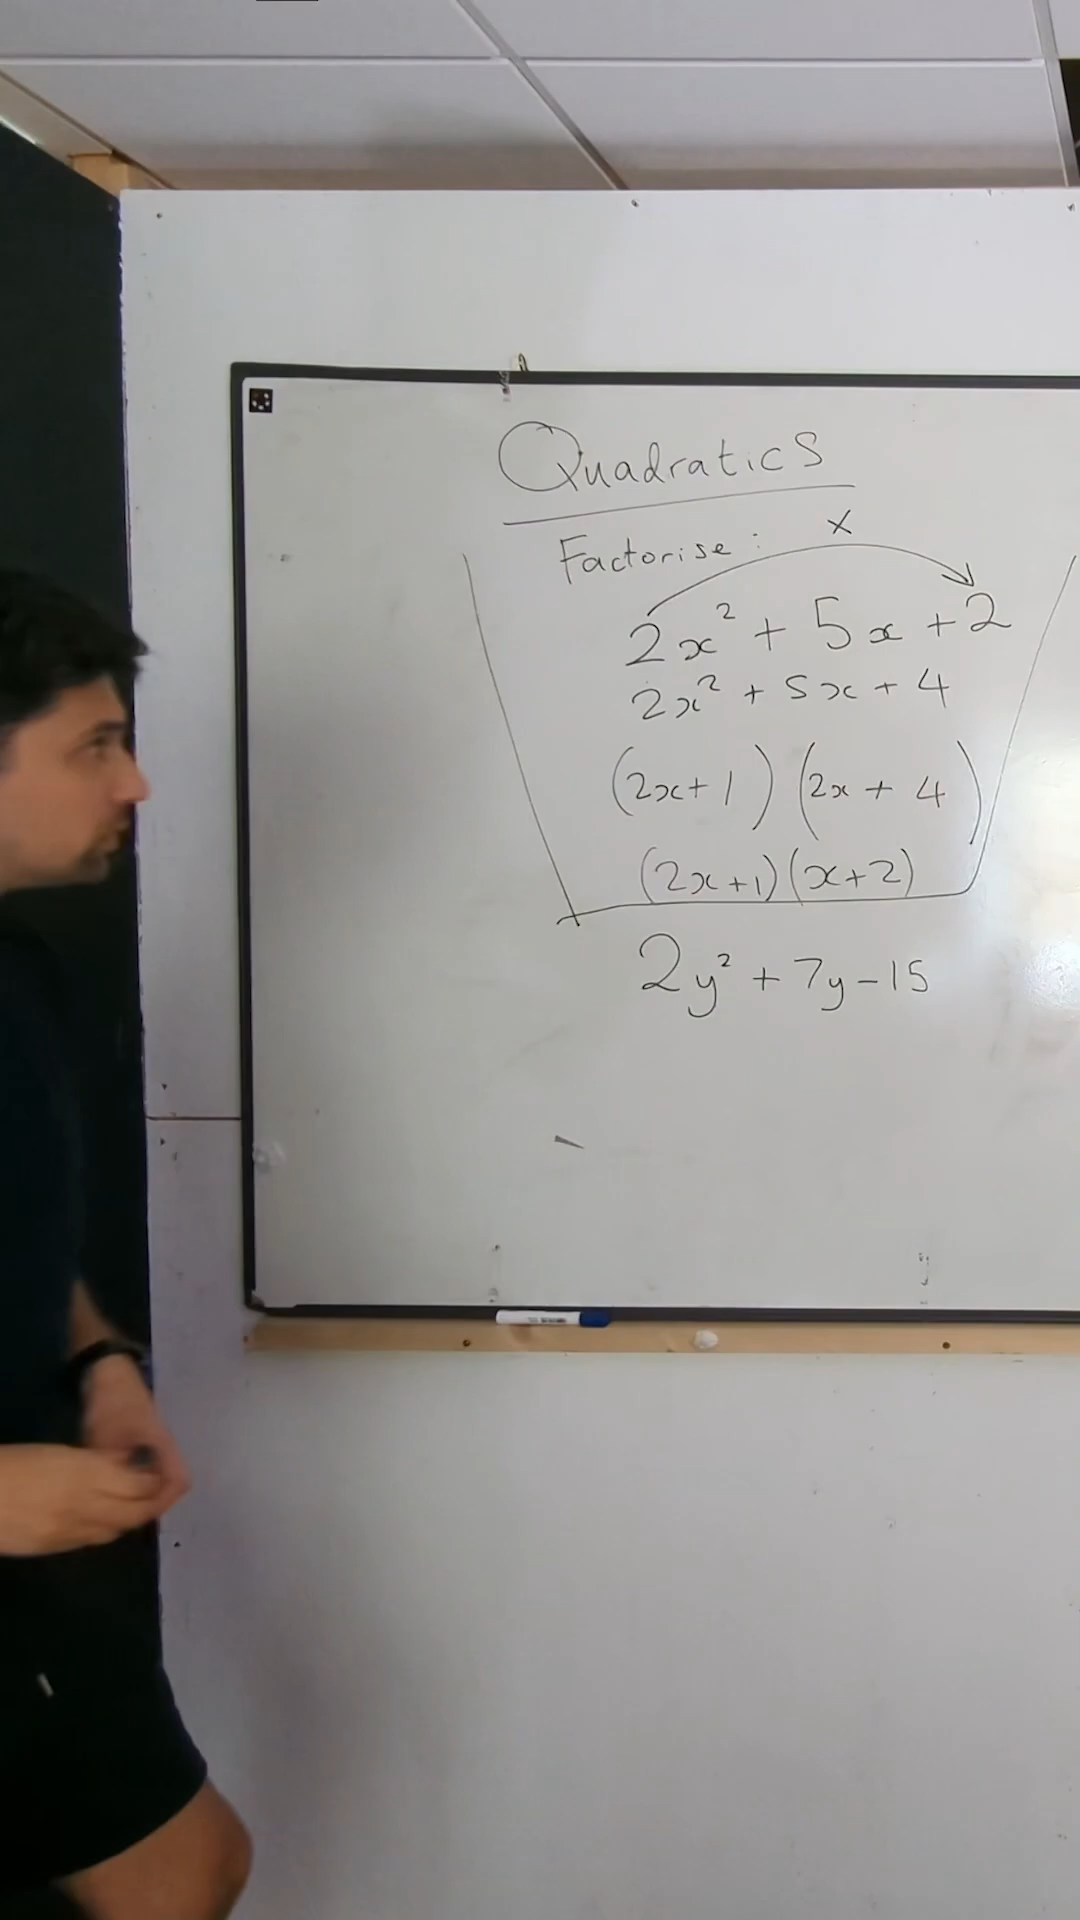 Quadratics
Factorise :
x
2x² + 5x + 2
2x² + 5x + 4
(2x+1) (2x + 4)
(2x+1)(x+2)
2y² + 7y - 15